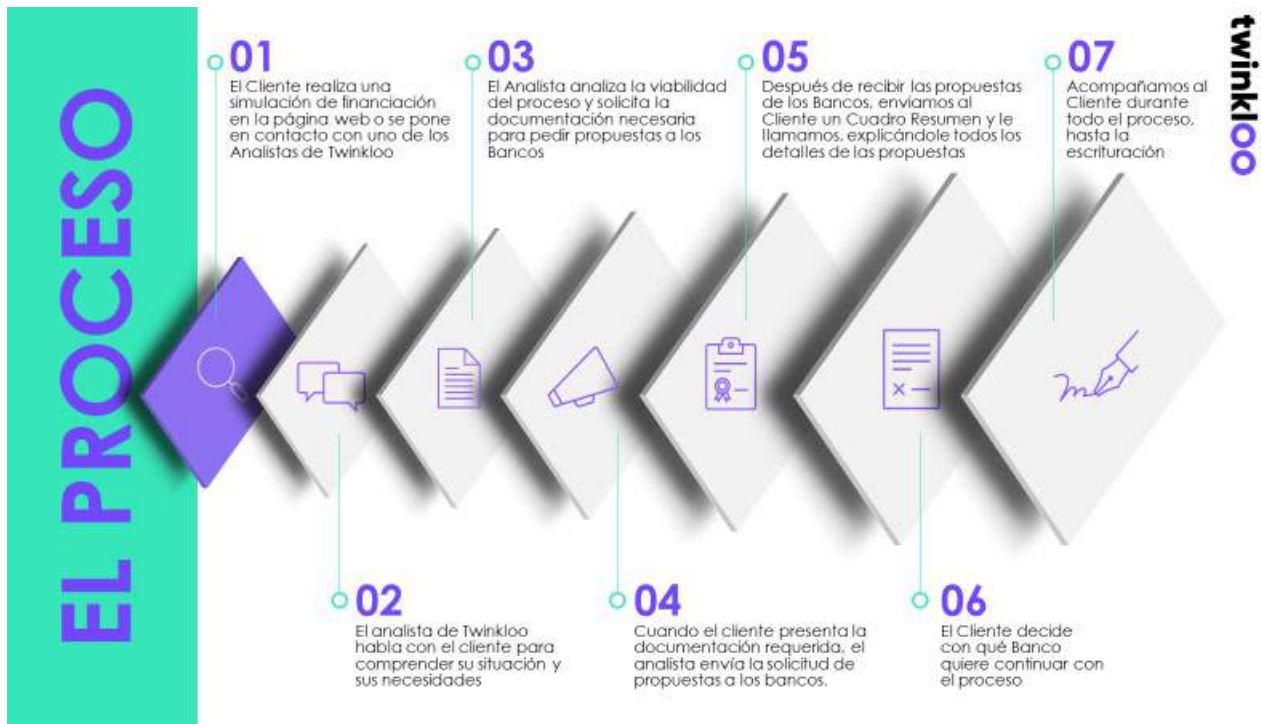 EL PROCESO
01
El Cliente realiza una
simulación de financiación
en la página web o se pone
en contacto con uno de los
Analistas de Twinkloo
02
El analista de Twinkloo
habla con el cliente para
comprender su situación y
sus necesidades
03
El Analista analiza la viabilidad
del proceso y solicita la
documentación necesaria
para pedir propuestas a los
Bancos
04
Cuando el cliente presenta la
documentación requerida, el
analista envía la solicitud de
propuestas a los bancos.
05
Después de recibir las propuestas
de los Bancos, enviamos al
Cliente un Cuadro Resumen y le
llamamos, explicándole todos los
detalles de las propuestas
06
El Cliente decide
con qué Banco
quiere continuar con
el proceso
07
Acompañamos al
Cliente durante
todo el proceso,
hasta la
escrituración
twinkloo